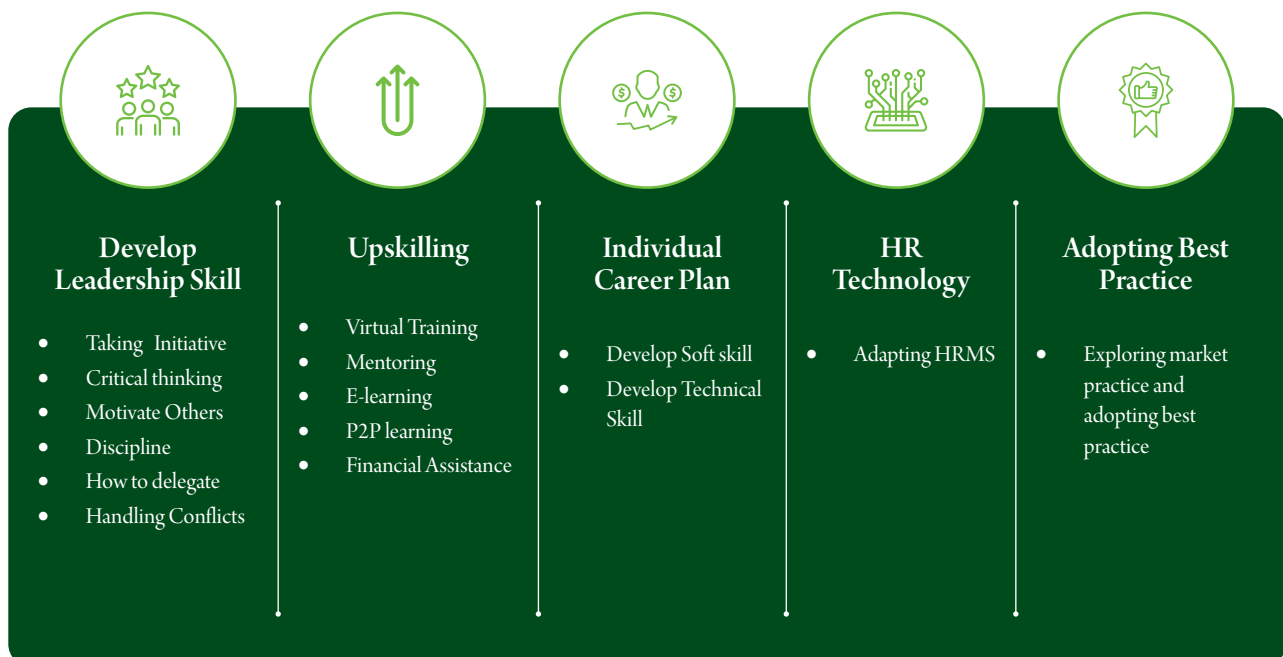 Develop
Leadership Skill
● Taking Initiative
● Critical thinking
● Motivate Others
● Discipline
● How to delegate
● Handling Conflicts
Upskilling
● Virtual Training
● Mentoring
● E-learning
● P2P learning
● Financial Assistance
Individual
Career Plan
● Develop Soft skill
● Develop Technical
Skill
HR
Technology
● Adapting HRMS
Adopting Best
Practice
● Exploring market
practice and
adopting best
practice
$
$